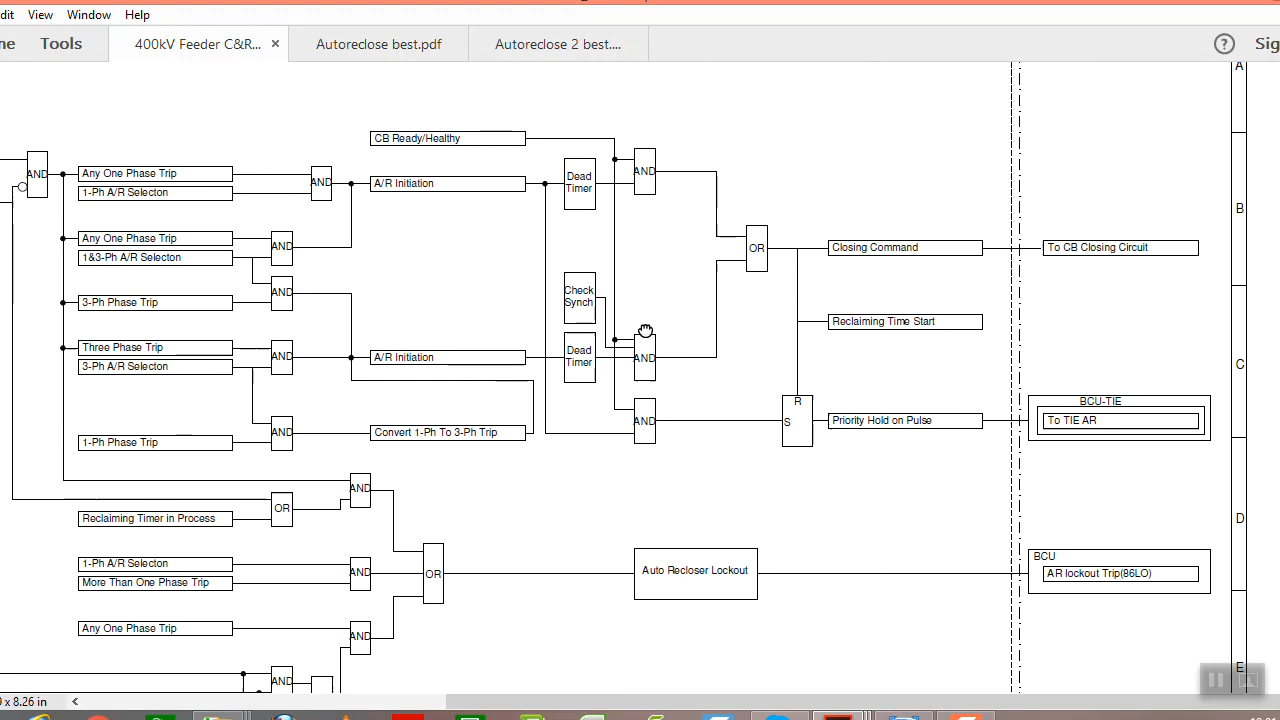 dit View Window Help
ne Tools 400kV Feeder C&R... × Autoreclose best.pdf Autoreclose 2 best.... ? Sig
A
CB Ready/Healthy
AND
Any One Phase Trip
1-Ph A/R Selecton
AND
A/R Initiation
Dead
Timer
AND
B
Any One Phase Trip
1&3-Ph A/R Selecton
AND
OR
Closing Command
To CB Closing Circuit
AND
3-Ph Phase Trip
Check
Synch
Reclaiming Time Start
Three Phase Trip
3-Ph A/R Selecton
AND
A/R Initiation
Dead
Timer
AND
C
R
S
BCU-TIE
Priority Hold on Pulse
To TIE AR
AND
1-Ph Phase Trip
AND
Convert 1-Ph To 3-Ph Trip
AND
OR
Reclaiming Timer in Process
D
1-Ph A/R Selecton
More Than One Phase Trip
AND
OR
Auto Recloser Lockout
BCU
AR lockout Trip(86LO)
Any One Phase Trip
AND
AND
E
x 8.26 in